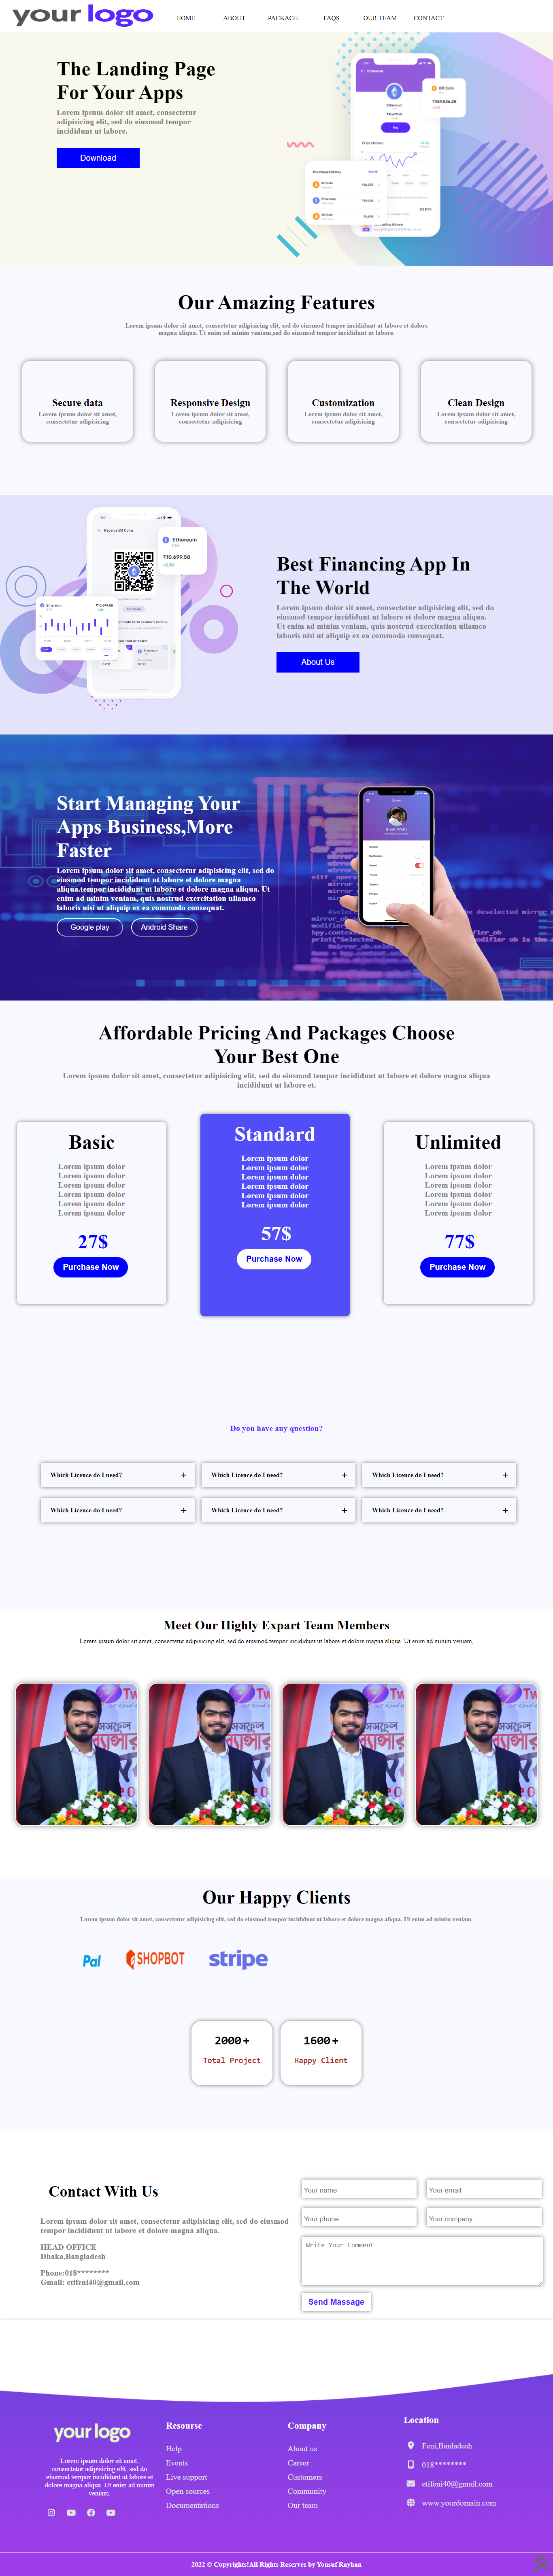 your logo
HOME ABOUT PACKAGE FAQS OUR TEAM CONTACT
The Landing Page
For Your Apps
Lorem ipsum dolor sit amet, consectetur
adipisicing elit, sed do eiusmod tempor
incididunt ut labore.
Download
Ethereum
Bit Coin
Buy
Price History
Purchase History
Bit Coin
Ethereum
Bit Coin
Our Amazing Features
Lorem ipsum dolor sit amet, consectetur adipisicing elit, sed do eiusmod tempor incididunt ut labore et dolore
magna aliqua. Ut enim ad minim veniam,sed do eiusmod tempor incididunt ut labore.
Secure data
Lorem ipsum dolor sit amet,
consectetur adipisicing
Responsive Design
Lorem ipsum dolor sit amet,
consectetur adipisicing
Customization
Lorem ipsum dolor sit amet,
consectetur adipisicing
Clean Design
Lorem ipsum dolor sit amet,
consectetur adipisicing
Receive Bit Coins
Ethereum
₹10,699.58
Ethereum
₹10,699.58
Best Financing App In
The World
Lorem ipsum dolor sit amet, consectetur adipisicing elit, sed do
eiusmod tempor incididunt ut labore et dolore magna aliqua.
Ut enim ad minim veniam, quis nostrud exercitation ullamco
laboris nisi ut aliquip ex ea commodo consequat.
About Us
Start Managing Your
Apps Business,More
Faster
Lorem ipsum dolor sit amet, consectetur adipisicing elit, sed do
eiusmod tempor incididunt ut labore et dolore magna
aliqua.tempor incididunt ut labore et dolore magna aliqua. Ut
enim ad minim veniam, quis nostrud exercitation ullamco
laboris nisi ut aliquip ex ea commodo consequat.
Google play
Android Share
Affordable Pricing And Packages Choose
Your Best One
Lorem ipsum dolor sit amet, consectetur adipisicing elit, sed do eiusmod tempor incididunt ut labore et dolore magna aliqua
incididunt ut labore et.
Basic
Lorem ipsum dolor
Lorem ipsum dolor
Lorem ipsum dolor
Lorem ipsum dolor
Lorem ipsum dolor
Lorem ipsum dolor
27$
Purchase Now
Standard
Lorem ipsum dolor
Lorem ipsum dolor
Lorem ipsum dolor
Lorem ipsum dolor
Lorem ipsum dolor
Lorem ipsum dolor
57$
Purchase Now
Unlimited
Lorem ipsum dolor
Lorem ipsum dolor
Lorem ipsum dolor
Lorem ipsum dolor
Lorem ipsum dolor
Lorem ipsum dolor
77$
Purchase Now
Do you have any question?
Which Licence do I need? +
Which Licence do I need? +
Which Licence do I need? +
Which Licence do I need? +
Which Licence do I need? +
Which Licence do I need? +
Meet Our Highly Expart Team Members
Lorem ipsum dolor sit amet, consectetur adipisicing elit, sed do eiusmod tempor incididunt ut labore et dolore magna aliqua. Ut enim ad minim veniam,
Our Happy Clients
Lorem ipsum dolor sit amet, consectetur adipisicing elit, sed do eiusmod tempor incididunt ut labore et dolore magna aliqua. Ut enim ad minim veniam.
Pal SHOPBOT stripe
2000+
Total Project
1600+
Happy Client
Contact With Us
Lorem ipsum dolor sit amet, consectetur adipisicing elit, sed do eiusmod
tempor incididunt ut labore et dolore magna aliqua.
HEAD OFFICE
Dhaka,Bangladesh
Phone:018********
Gmail: etifeni40@gmail.com
Your name
Your email
Your phone
Your company
Write Your Comment
Send Massage
your logo
Lorem ipsum dolor sit amet,
consectetur adipisicing elit, sed do
eiusmod tempor incididunt ut labore et
dolore magna aliqua. Ut enim ad minim
veniam.
Resourse
Help
Events
Live support
Open sources
Documentations
Company
About us
Career
Customers
Community
Our team
Location
Feni,Banladesh
018********
etifeni40@gmail.com
www.yourdomain.com
2022 © Copyrights!All Rights Reserves by Yousuf Rayhan